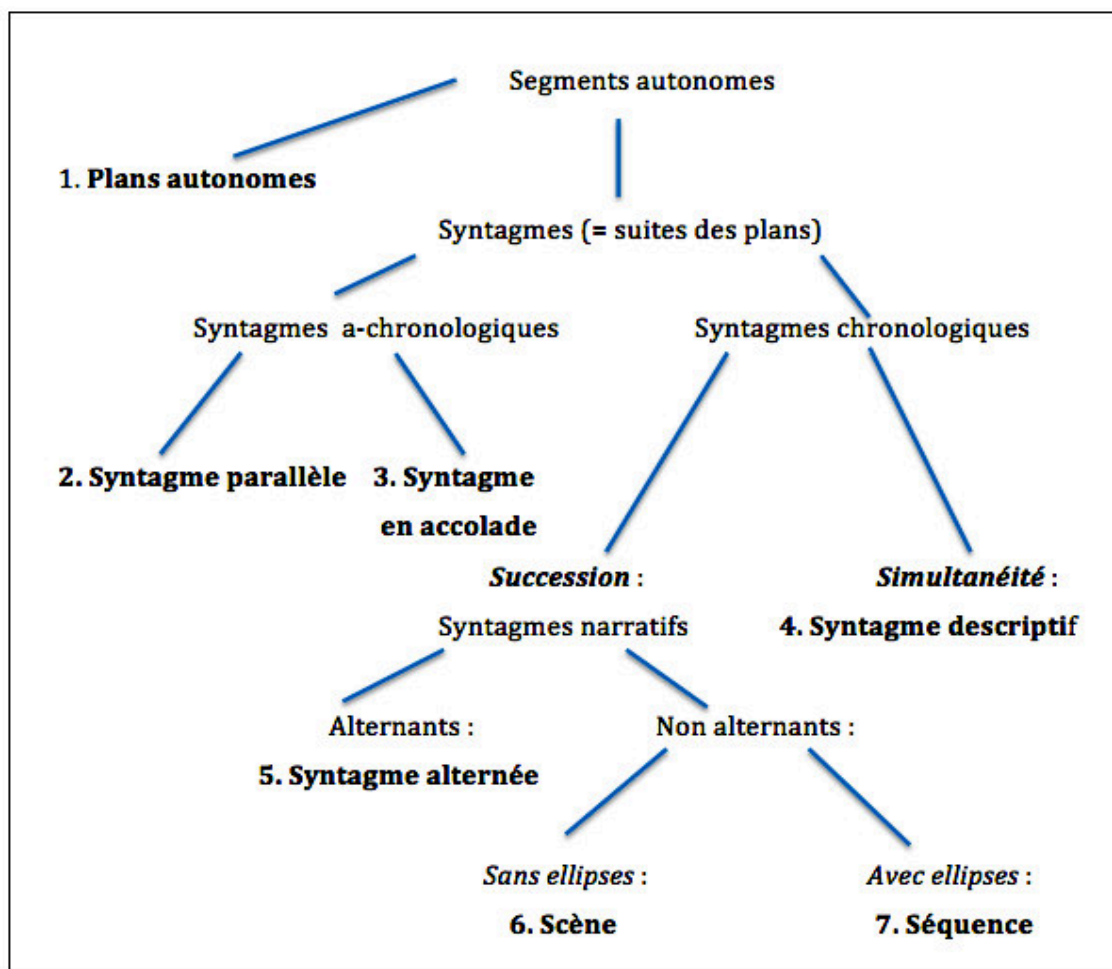 Segments autonomes
1. Plans autonomes
Syntagmes (= suites des plans)
Syntagmes a-chronologiques
Syntagmes chronologiques
2. Syntagme parallèle
3. Syntagme
en accolade
Succession :
Simultanéité :
Syntagmes narratifs
4. Syntagme descriptif
Alternants :
Non alternants :
5. Syntagme alternée
Sans ellipses :
Avec ellipses :
6. Scène
7. Séquence